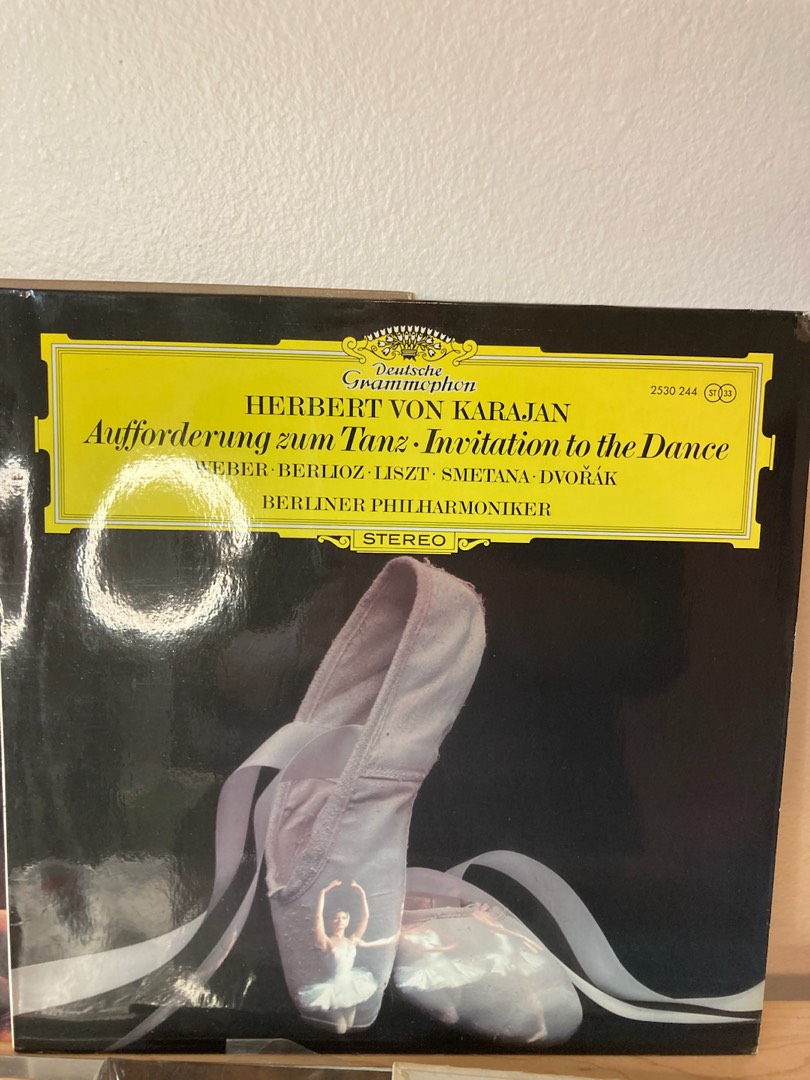 Deutsche
Grammophon
2530 244 ST 33
HERBERT VON KARAJAN
Aufforderung zum Tanz · Invitation to the Dance
WEBER · BERLIOZ · LISZT · SMETANA · DVOŘÁK
BERLINER PHILHARMONIKER
STEREO